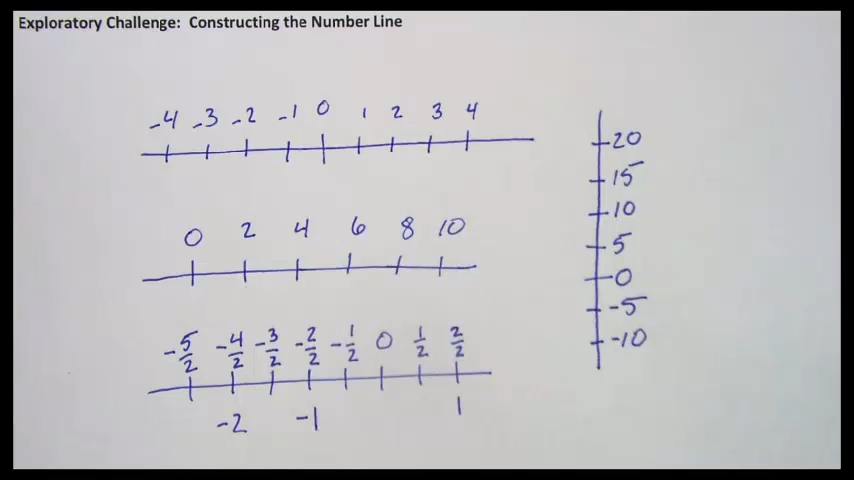 Exploratory Challenge: Constructing the Number Line
-4 -3 -2 -1 0 1 2 3 4
0 2 4 6 8 10
-5/2 -4/2 -3/2 -2/2 -1/2 0 1/2 2/2
-2 -1 1
20
15
10
5
0
-5
-10